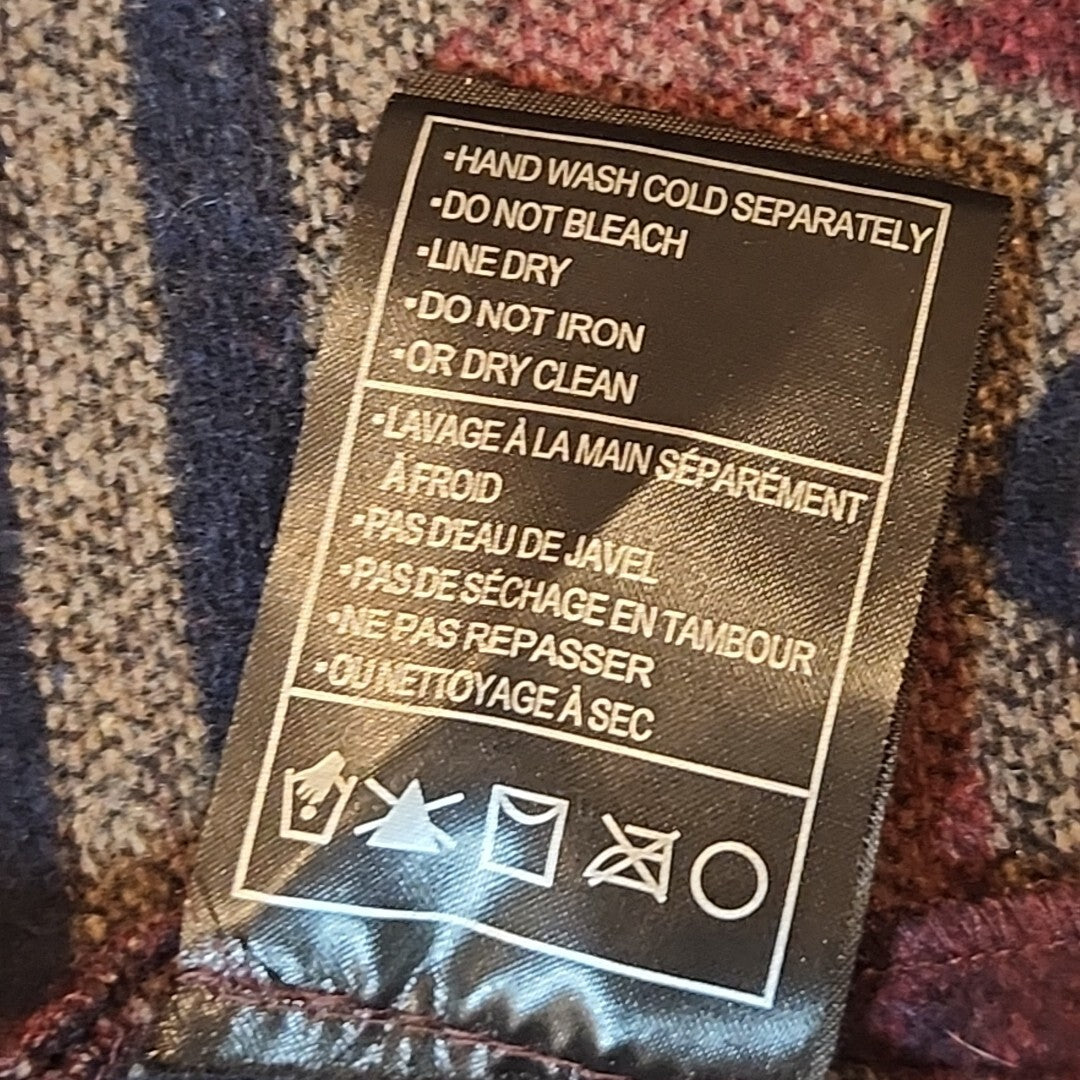 •HAND WASH COLD SEPARATELY
•DO NOT BLEACH
•LINE DRY
•DO NOT IRON
•OR DRY CLEAN
•LAVAGE À LA MAIN SÉPARÉMENT
À FROID
•PAS D'EAU DE JAVEL
•PAS DE SÉCHAGE EN TAMBOUR
•NE PAS REPASSER
•OU NETTOYAGE À SEC